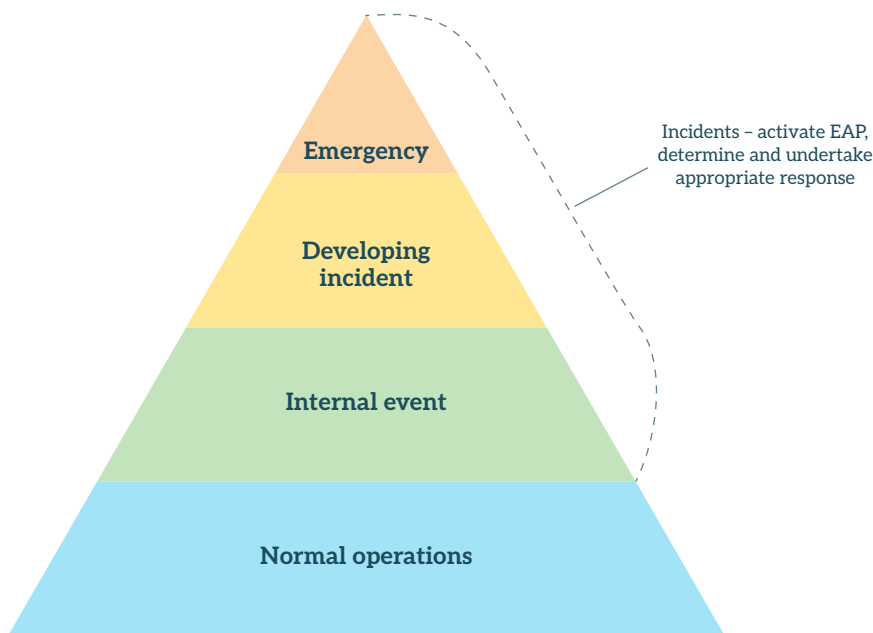 Emergency
Incidents – activate EAP,
determine and undertake
appropriate response
Developing
incident
Internal event
Normal operations